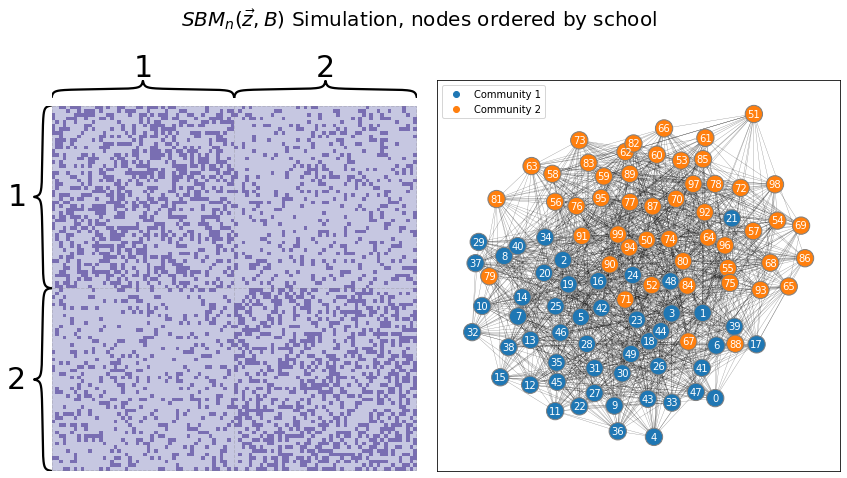 SBM_n(\vec{z}, B) Simulation, nodes ordered by school
1 2
1
2
Community 1
Community 2
51
66
73 82 61
62 60
63 83 53 85
58 59 89
97 78 72 98
81 56 76 95 77 87 70
92 21 54 69
29 40 34 91 99 94 50 74 64 96 57
37 8 2 90 80 68 86
79 20 19 16 24 48 55
52 84 75 93 65
10 14 25 71
7 5 42 3 1
32 13 46 23 44 39
38 28 18 67 6 88 17
35 49
15 31 30 26 41
12 45 27
11 22 9 43 33 47 0
36 4